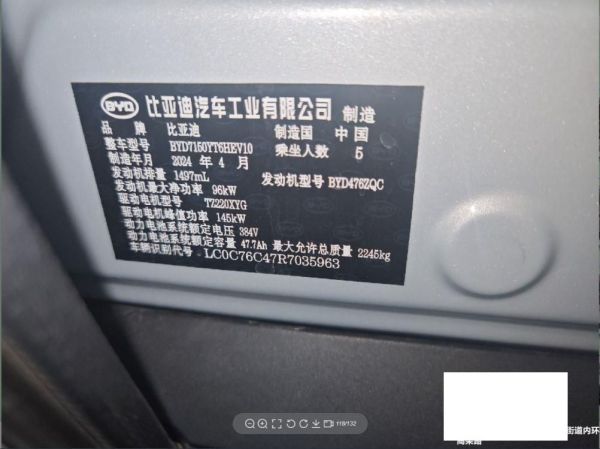 BYD 比亚迪汽车工业有限公司 制造
品牌 比亚迪 制造国 中国
整车型号 BYD7150YT6HEV10 乘坐人数 5
制造年月 2024 年 4 月
发动机排量 1497mL 发动机型号 BYD476ZQC
发动机最大净功率 96kW
驱动电机型号 TZ220XYG
驱动电机峰值功率 145kW
动力电池系统额定电压 384V
动力电池系统额定容量 47.7Ah 最大允许总质量 2245kg
车辆识别代号 LC0C76C47R7035963
118/132
街道内环